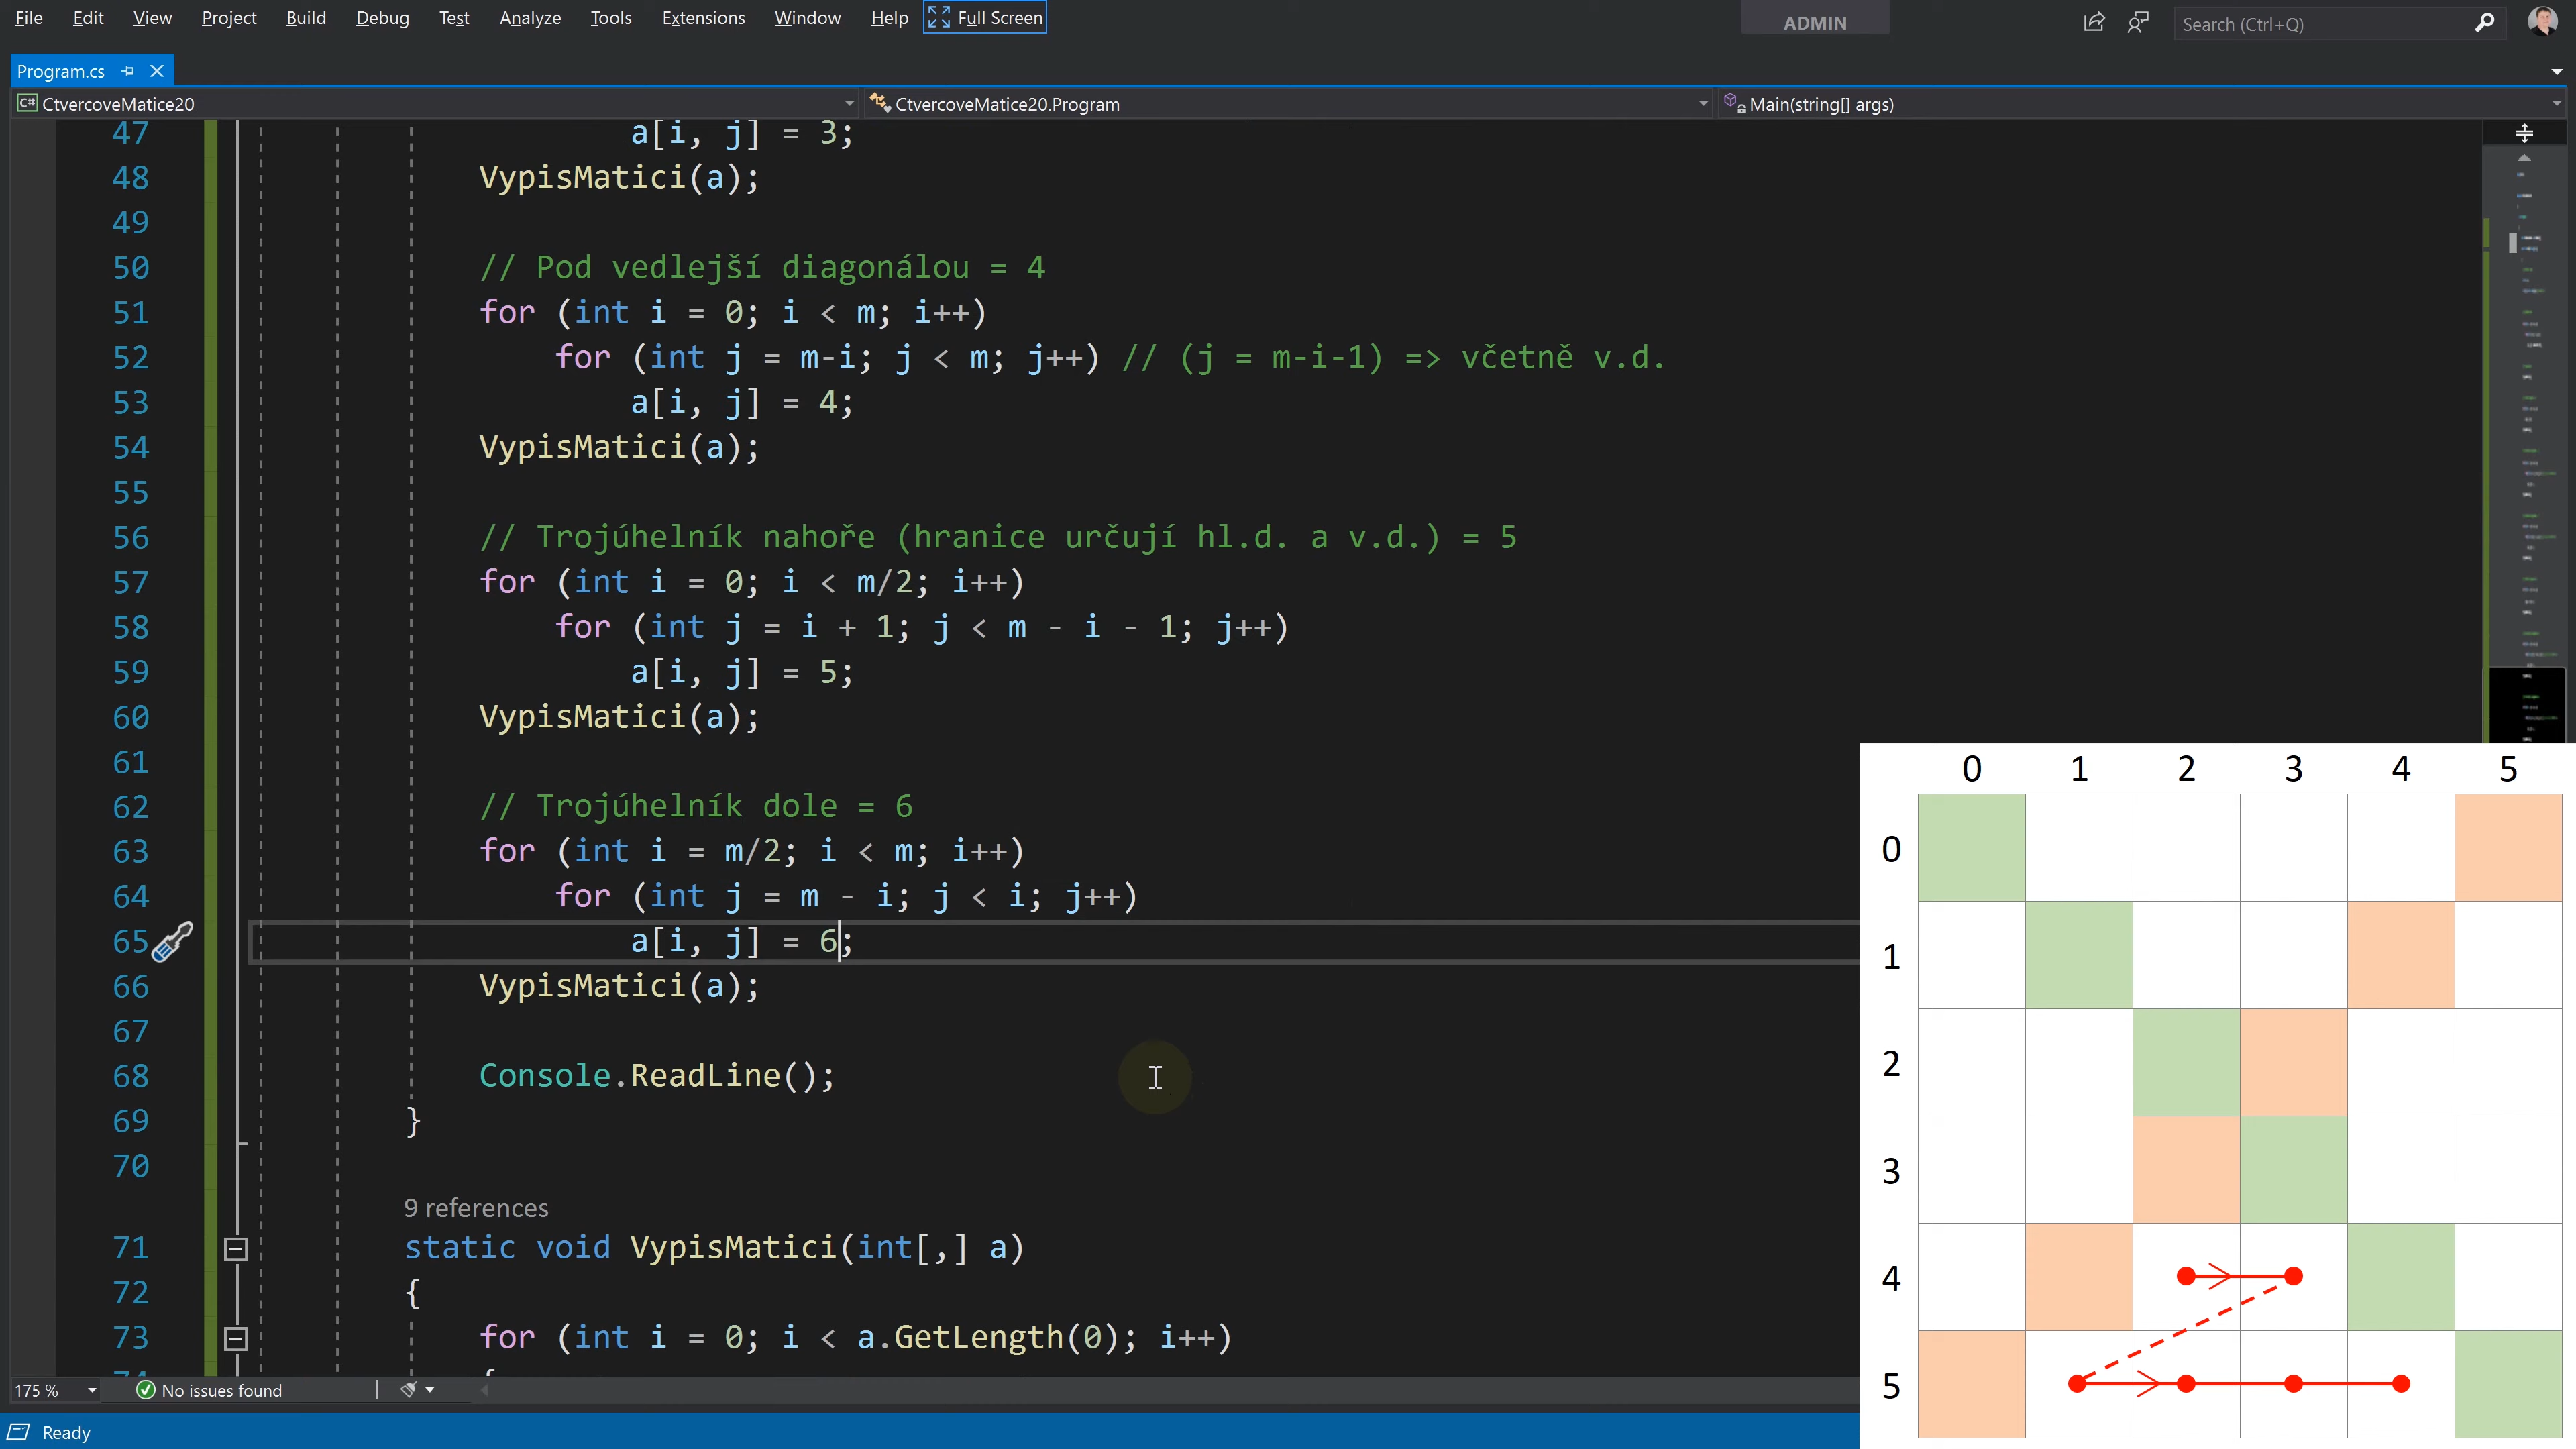 File Edit View Project Build Debug Test Analyze Tools Extensions Window Help Full Screen ADMIN Search (Ctrl+Q)
Program.cs
C# CtvercoveMatice20 CtvercoveMatice20.Program Main(string[] args)
47 a[i, j] = 3;
48 VypisMatici(a);
49
50 // Pod vedlejší diagonálou = 4
51 for (int i = 0; i < m; i++)
52 for (int j = m-i; j < m; j++) // (j = m-i-1) => včetně v.d.
53 a[i, j] = 4;
54 VypisMatici(a);
55
56 // Trojúhelník nahoře (hranice určují hl.d. a v.d.) = 5
57 for (int i = 0; i < m/2; i++)
58 for (int j = i + 1; j < m - i - 1; j++)
59 a[i, j] = 5;
60 VypisMatici(a);
61
62 // Trojúhelník dole = 6
63 for (int i = m/2; i < m; i++)
64 for (int j = m - i; j < i; j++)
65 a[i, j] = 6;
66 VypisMatici(a);
67
68 Console.ReadLine();
69 }
70
9 references
71 static void VypisMatici(int[,] a)
72 {
73 for (int i = 0; i < a.GetLength(0); i++)
0 1 2 3 4 5
0
1
2
3
4
5
175 % No issues found
Ready